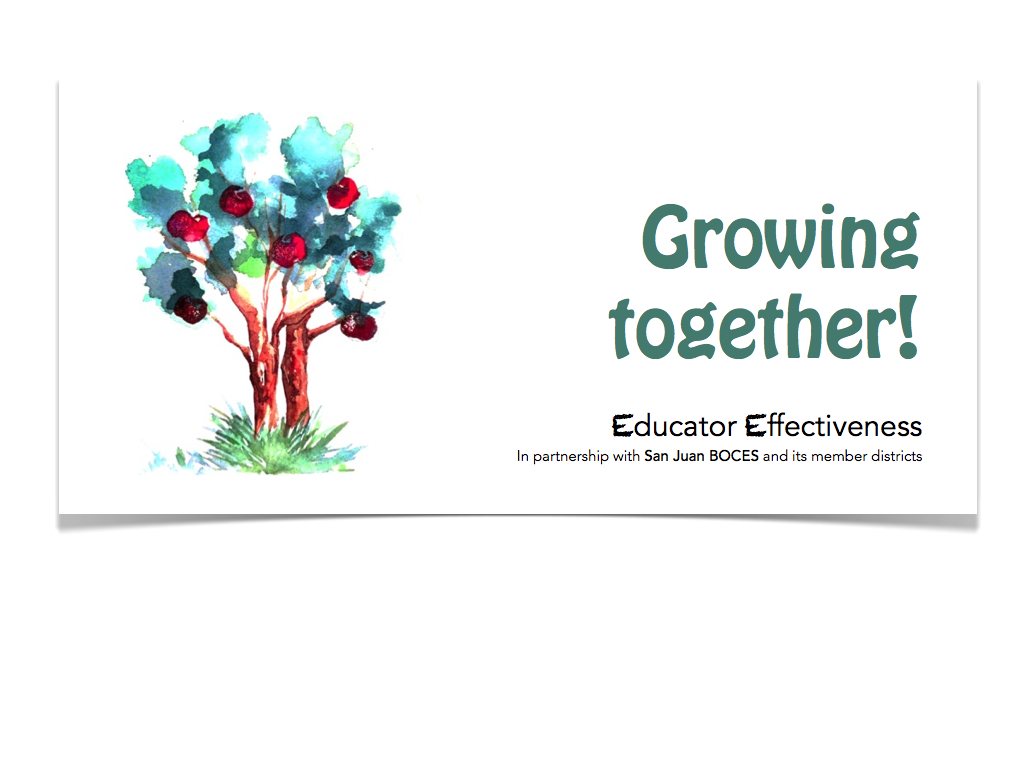 Growing
together!
Educator Effectiveness
In partnership with San Juan BOCES and its member districts